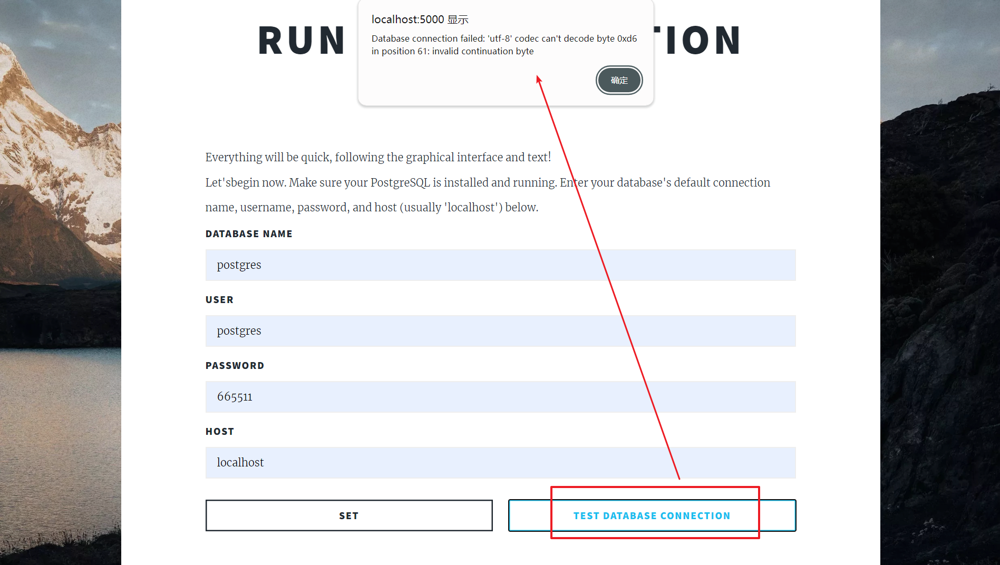 RUN TION
localhost:5000 显示
Database connection failed: 'utf-8' codec can't decode byte 0xd6
in position 61: invalid continuation byte
确定
Everything will be quick, following the graphical interface and text!
Let'sbegin now. Make sure your PostgreSQL is installed and running. Enter your database's default connection
name, username, password, and host (usually 'localhost') below.
DATABASE NAME
postgres
USER
postgres
PASSWORD
665511
HOST
localhost
SET
TEST DATABASE CONNECTION